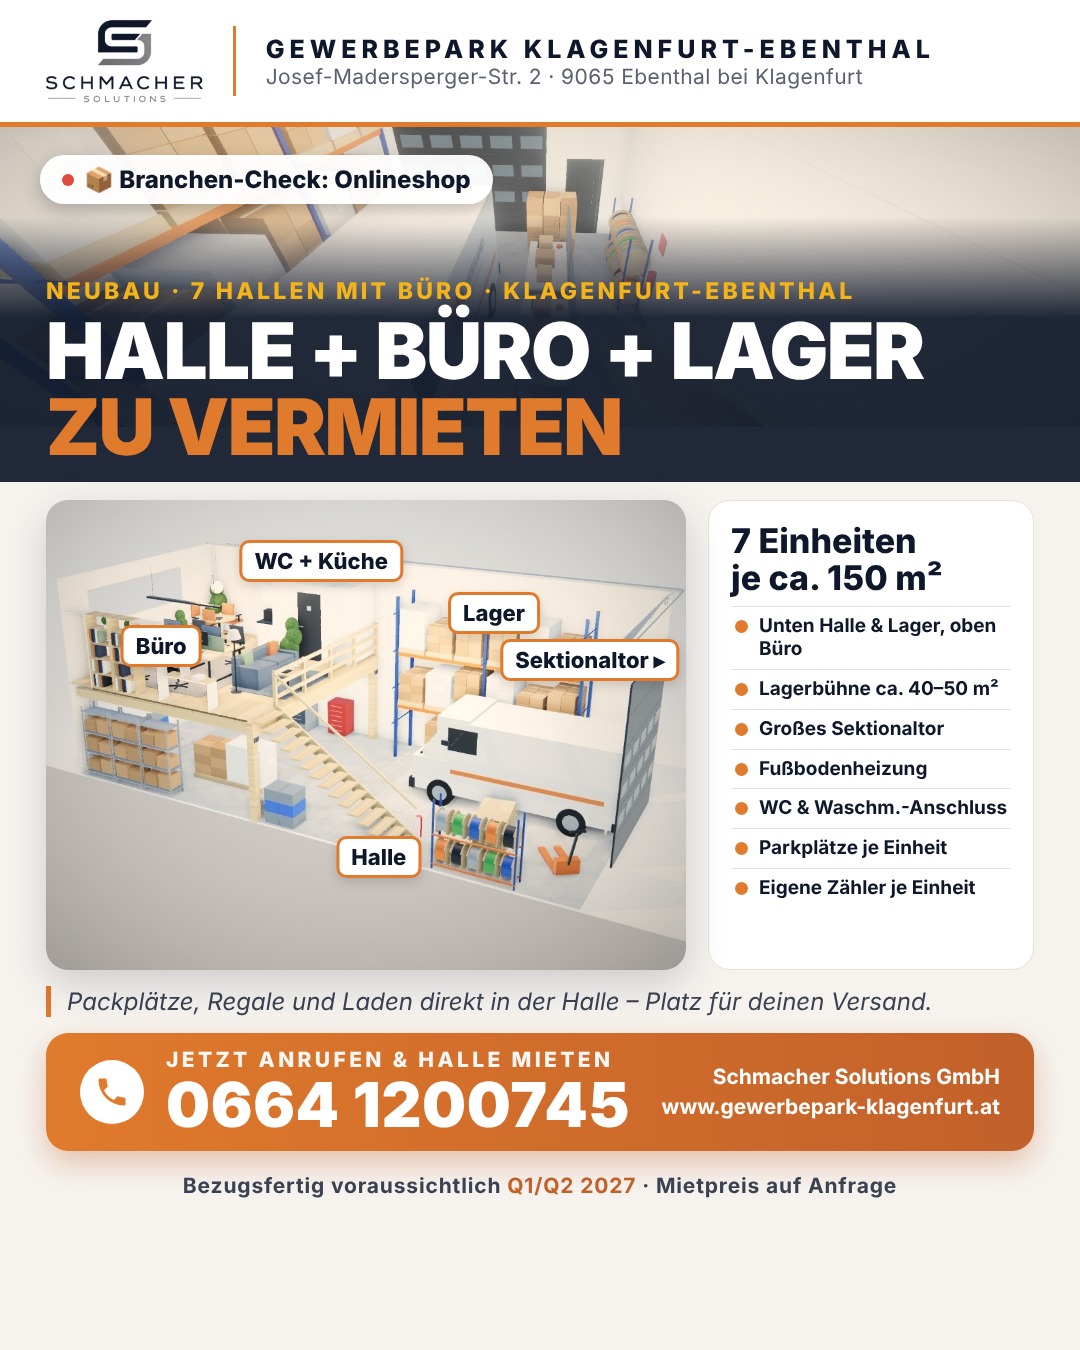 SCHMACHER
SOLUTIONS
GEWERBEPARK KLAGENFURT-EBENTHAL
Josef-Madersperger-Str. 2 · 9065 Ebenthal bei Klagenfurt
📦 Branchen-Check: Onlineshop
NEUBAU · 7 HALLEN MIT BÜRO · KLAGENFURT-EBENTHAL
HALLE + BÜRO + LAGER
ZU VERMIETEN
WC + Küche
Lager
Büro
Sektionaltor ▸
Halle
7 Einheiten
je ca. 150 m²
Unten Halle & Lager, oben
Büro
Lagerbühne ca. 40–50 m²
Großes Sektionaltor
Fußbodenheizung
WC & Waschm.-Anschluss
Parkplätze je Einheit
Eigene Zähler je Einheit
Packplätze, Regale und Laden direkt in der Halle – Platz für deinen Versand.
JETZT ANRUFEN & HALLE MIETEN
0664 1200745
Schmacher Solutions GmbH
www.gewerbepark-klagenfurt.at
Bezugsfertig voraussichtlich Q1/Q2 2027 · Mietpreis auf Anfrage